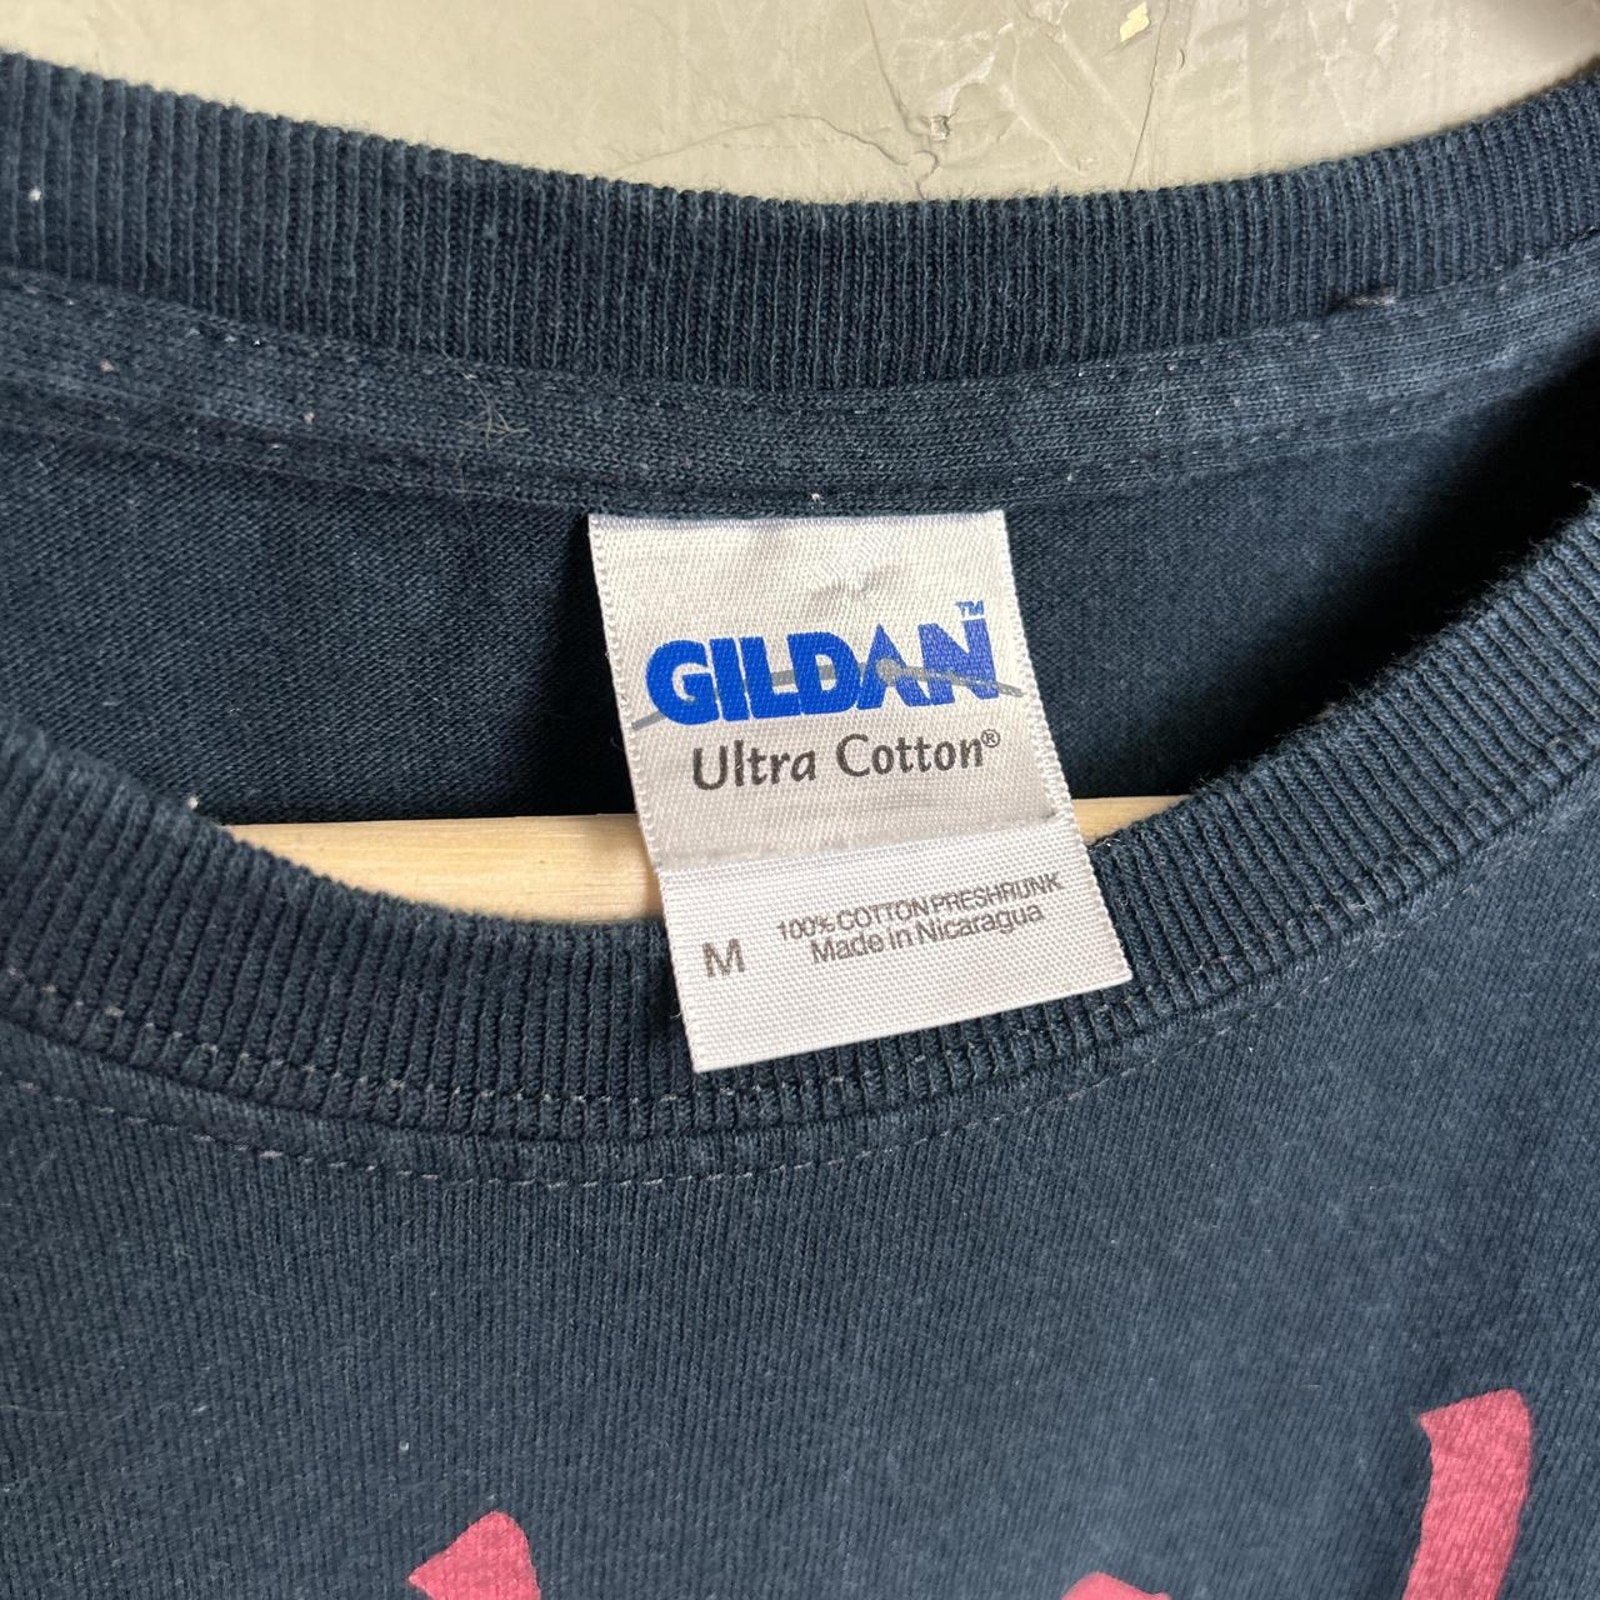 GILDAN™
Ultra Cotton®
100% COTTON PRESHRUNK
M Made in Nicaragua